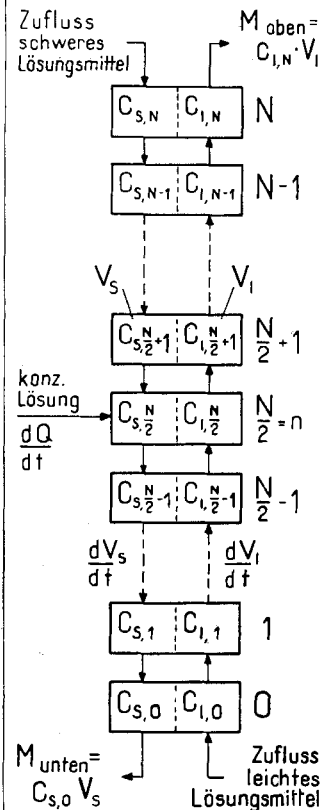 Zufluss
schweres
Lösungsmittel
M oben =
C l,N · V l
C s,N C l,N N
C s,N-1 C l,N-1 N-1
V s V l
C s,N/2+1 C l,N/2+1 N/2+1
konz.
Lösung
dQ
dt
C s,N/2 C l,N/2 N/2=n
C s,N/2-1 C l,N/2-1 N/2-1
dV s
dt
dV l
dt
C s,1 C l,1 1
C s,0 C l,0 0
M unten =
C s,0 V s
Zufluss
leichtes
Lösungsmittel